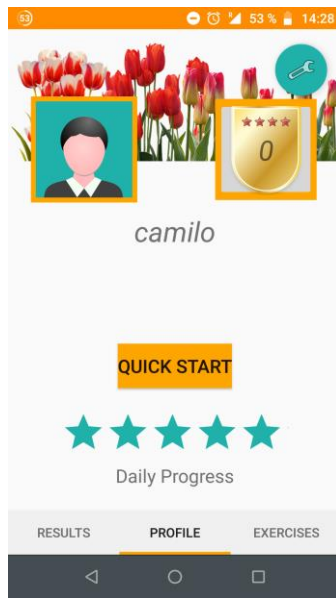 53 53 % 14:28
0
camilo
QUICK START
Daily Progress
RESULTS PROFILE EXERCISES